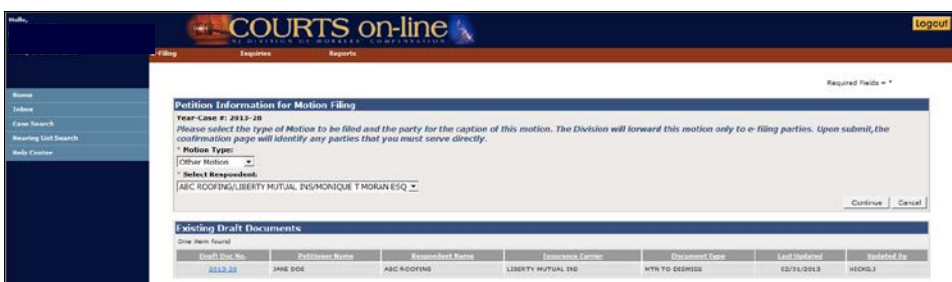 Hello,
COURTS on-line
NJ DIVISION OF WORKERS' COMPENSATION
Logout
E-Filing Inquiries Reports
Required Fields = *
Home
Inbox
Case Search
Hearing List Search
Help Center
Petition Information for Motion Filing
Year-Case #: 2013-28
Please select the type of Motion to be filed and the party for the caption of this motion. The Division will forward this motion only to e-filing parties. Upon submit,the
confirmation page will identify any parties that you must serve directly.
* Motion Type:
Other Motion
* Select Respondent:
ABC ROOFING/LIBERTY MUTUAL INS/MONIQUE T MORAN ESQ
Continue Cancel
Existing Draft Documents
One item found
Draft Doc No. Petitioner Name Respondent Name Insurance Carrier Document Type Last Updated Updated By
2013-28 JANE DOE ABC ROOFING LIBERTY MUTUAL INS MTN TO DISMISS 02/31/2013